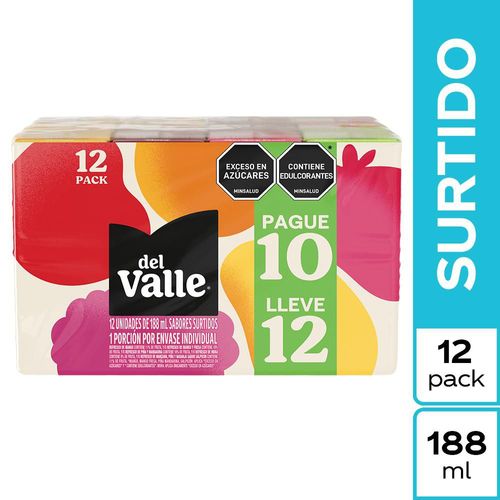 SURTIDO
12
PACK
EXCESO EN
AZÚCARES
MINSALUD
CONTIENE
EDULCORANTES
MINSALUD
PAGUE
10
LLEVE
12
del
Valle
12 UNIDADES DE 188 mL SABORES SURTIDOS
1 PORCIÓN POR ENVASE INDIVIDUAL
12
pack
188
ml